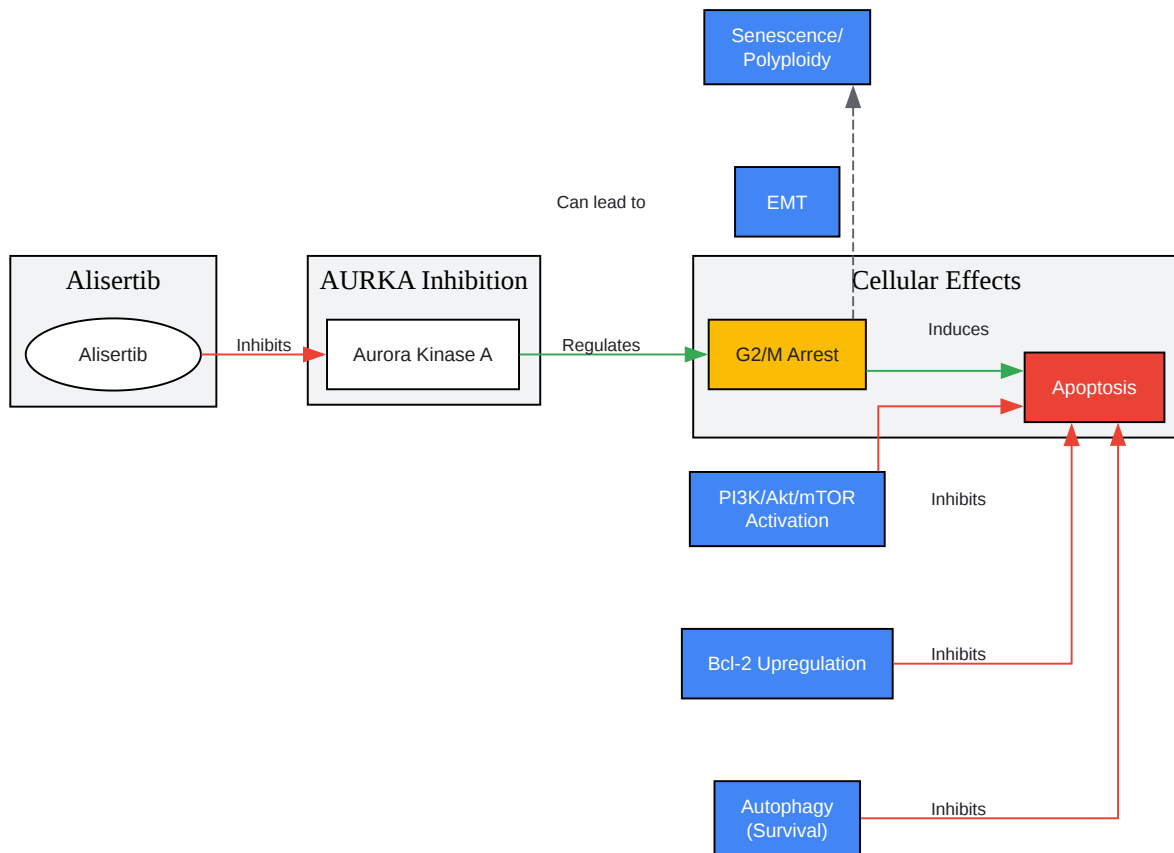 Senescence/
Polyploidy
Can lead to
EMT
Alisertib
AURKA Inhibition
Cellular Effects
Alisertib
Inhibits
Aurora Kinase A
Regulates
G2/M Arrest
Induces
Apoptosis
PI3K/Akt/mTOR
Activation
Inhibits
Bcl-2 Upregulation
Inhibits
Autophagy
(Survival)
Inhibits